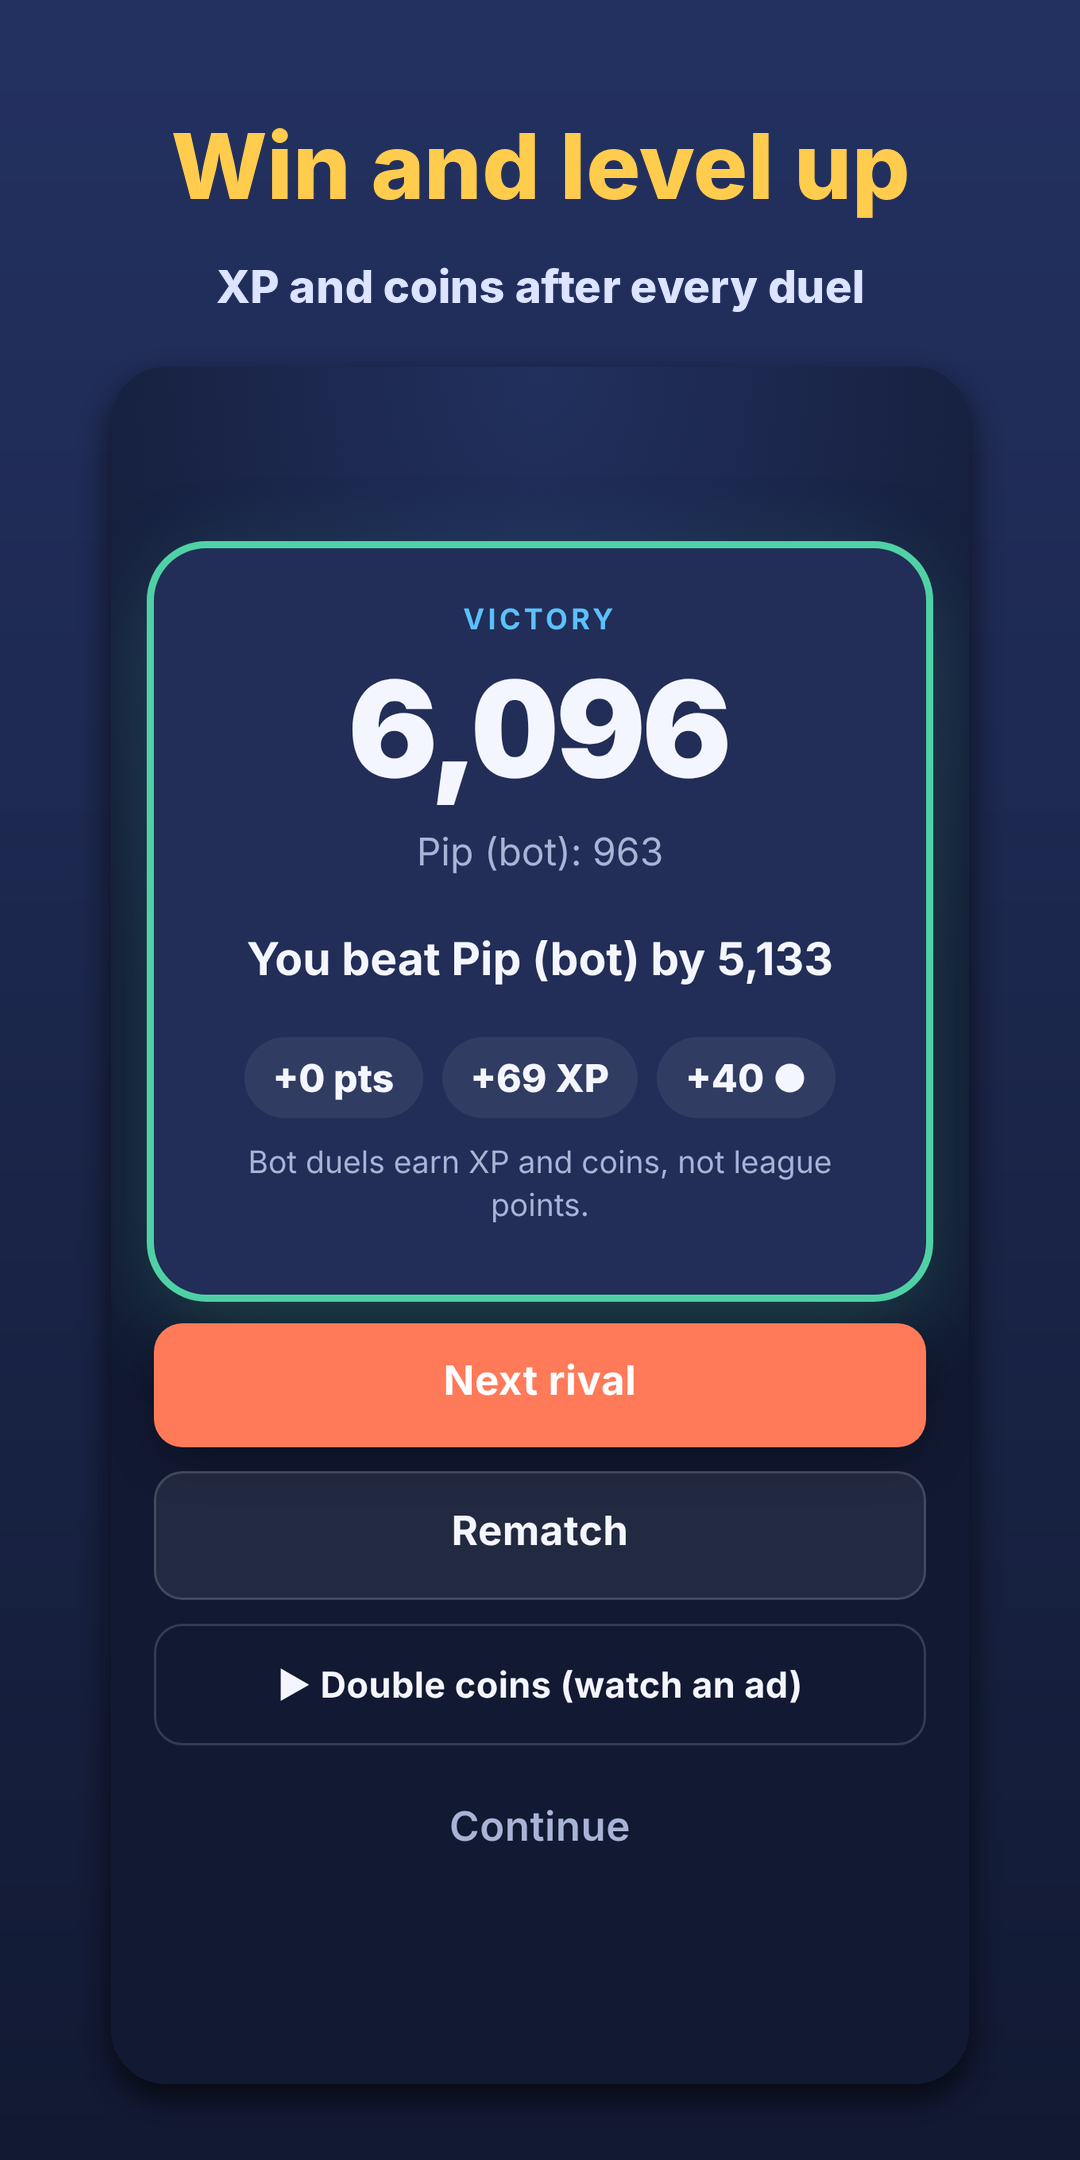 Win and level up
XP and coins after every duel
VICTORY
6,096
Pip (bot): 963
You beat Pip (bot) by 5,133
+0 pts
+69 XP
+40
Bot duels earn XP and coins, not league
points.
Next rival
Rematch
Double coins (watch an ad)
Continue